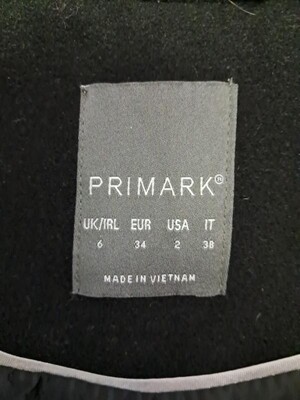 PRIMARK®
UK/IRL EUR USA IT
6 34 2 38
MADE IN VIETNAM